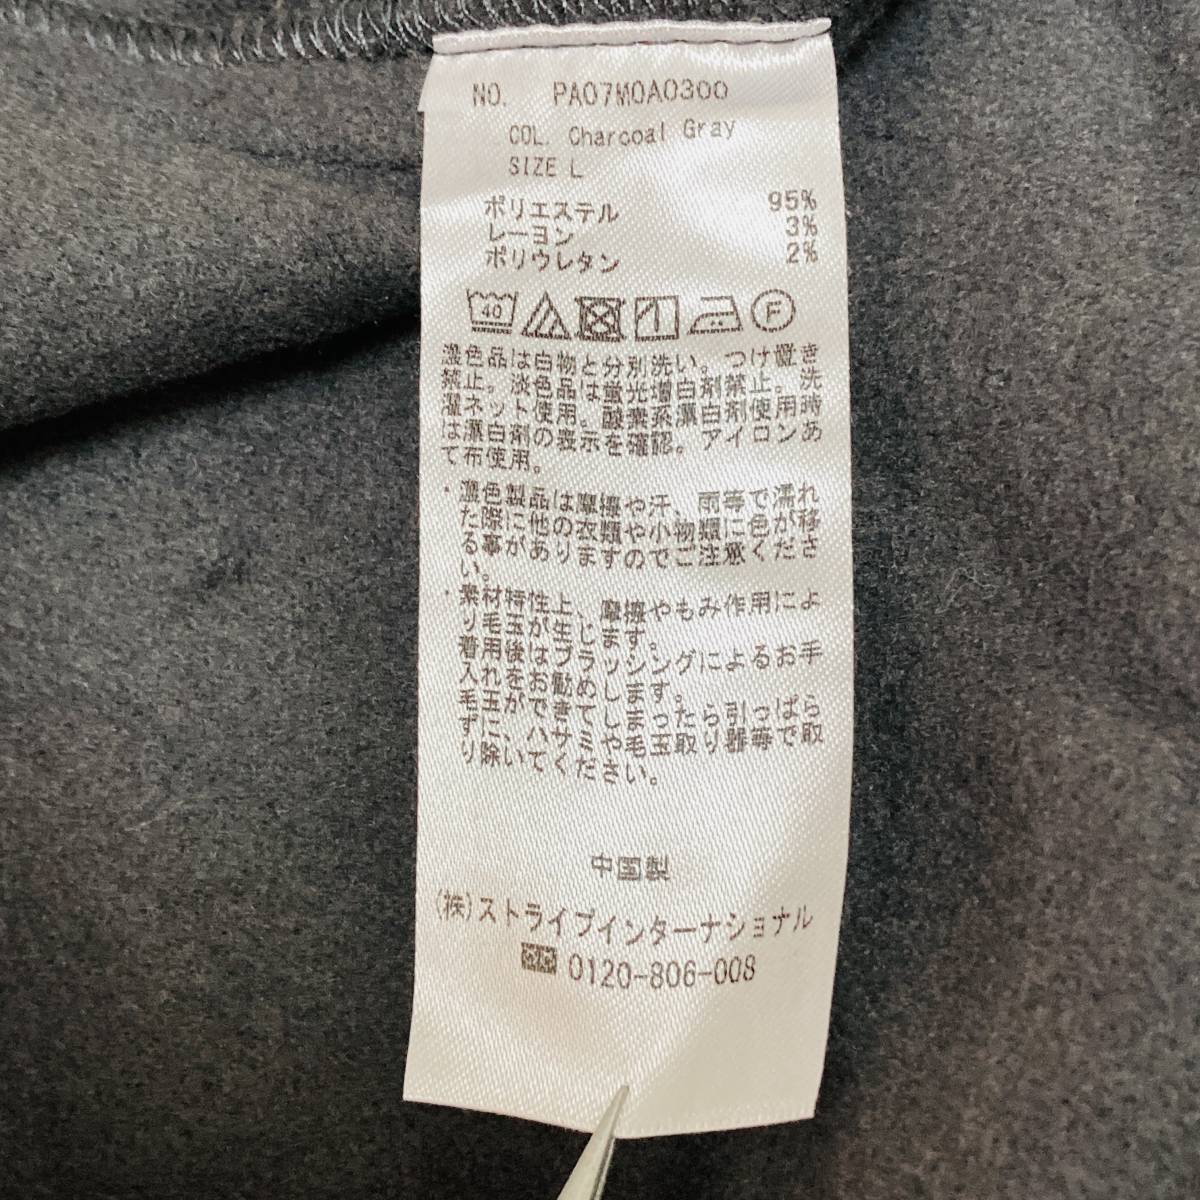 NO. PA07M0A0300
COL. Charcoal Gray
SIZE L
ポリエステル 95%
レーヨン 3%
ポリウレタン 2%
40 F
濃色品は白物と分別洗い。つけ置き
禁止。淡色品は蛍光増白剤禁止。洗
濯ネット使用。酸素系漂白剤使用時
は漂白剤の表示を確認。アイロンあ
て布使用。
・濃色製品は摩擦や汗、雨等で濡れ
た際に他の衣類や小物類に色が移
る事がありますのでご注意くださ
い。
・素材特性上、摩擦やもみ作用によ
り毛玉が生じます。
着用後はブラッシングによるお手
入れをお勧めします。
毛玉ができてしまったら引っぱら
ずに、ハサミや毛玉取り器等で取
り除いてください。
中国製
(株)ストライプインターナショナル
0120-806-008